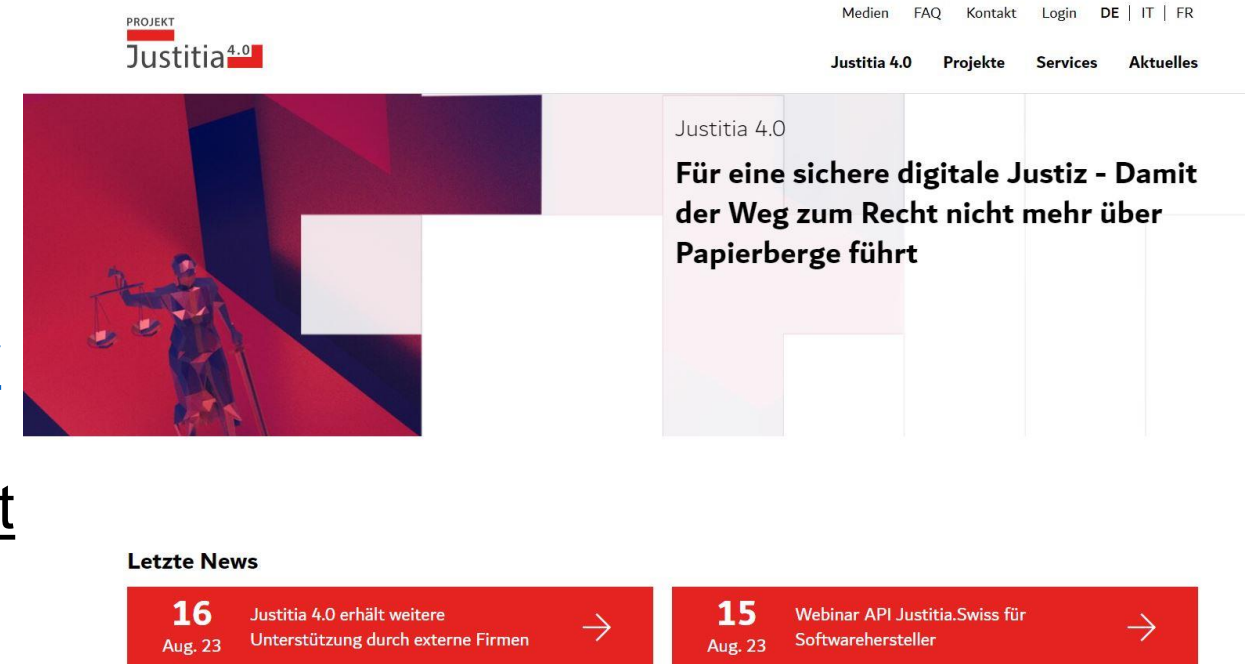 PROJEKT
Justitia 4.0
Medien FAQ Kontakt Login DE | IT | FR
Justitia 4.0 Projekte Services Aktuelles
Justitia 4.0
Für eine sichere digitale Justiz - Damit
der Weg zum Recht nicht mehr über
Papierberge führt
t
Letzte News
16
Aug. 23
Justitia 4.0 erhält weitere
Unterstützung durch externe Firmen
15
Aug. 23
Webinar API Justitia.Swiss für
Softwarehersteller